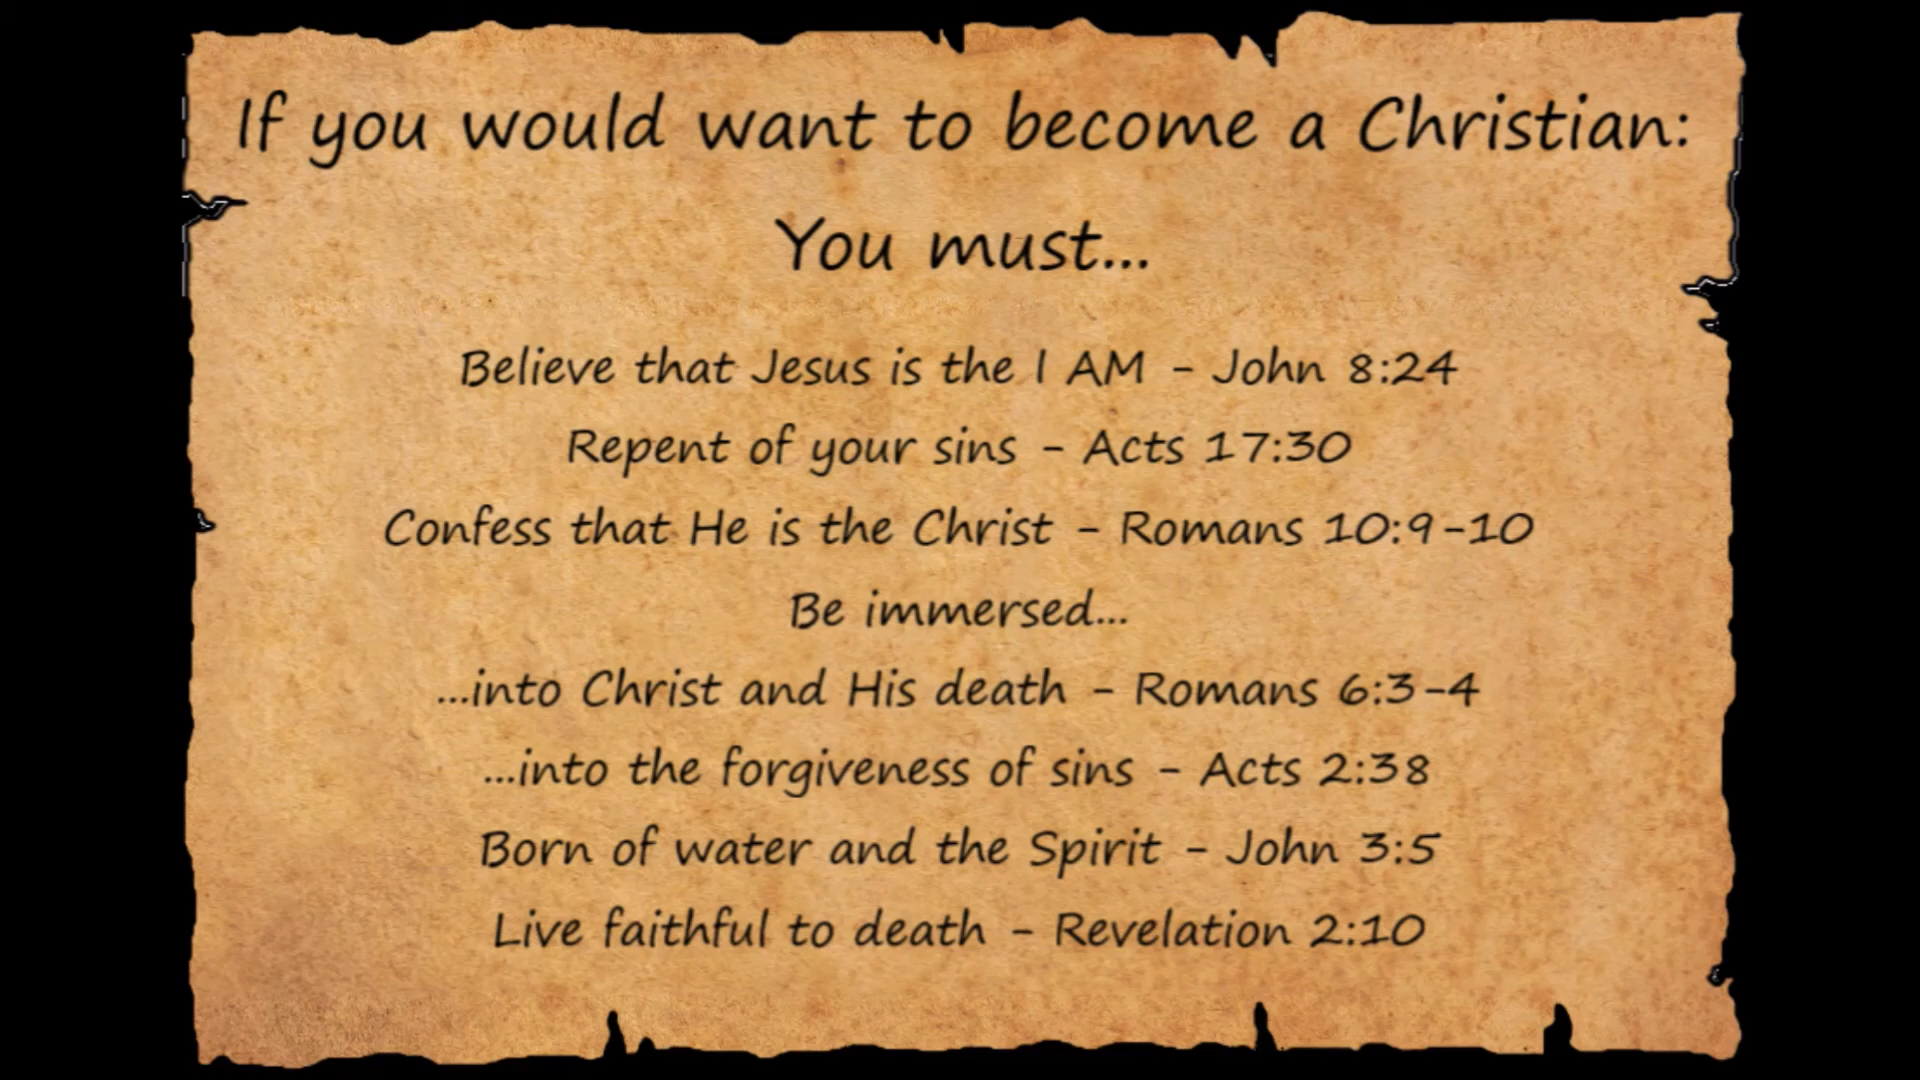 If you would want to become a Christian:
You must...
Believe that Jesus is the I AM - John 8:24
Repent of your sins - Acts 17:30
Confess that He is the Christ - Romans 10:9-10
Be immersed...
...into Christ and His death - Romans 6:3-4
...into the forgiveness of sins - Acts 2:38
Born of water and the Spirit - John 3:5
Live faithful to death - Revelation 2:10